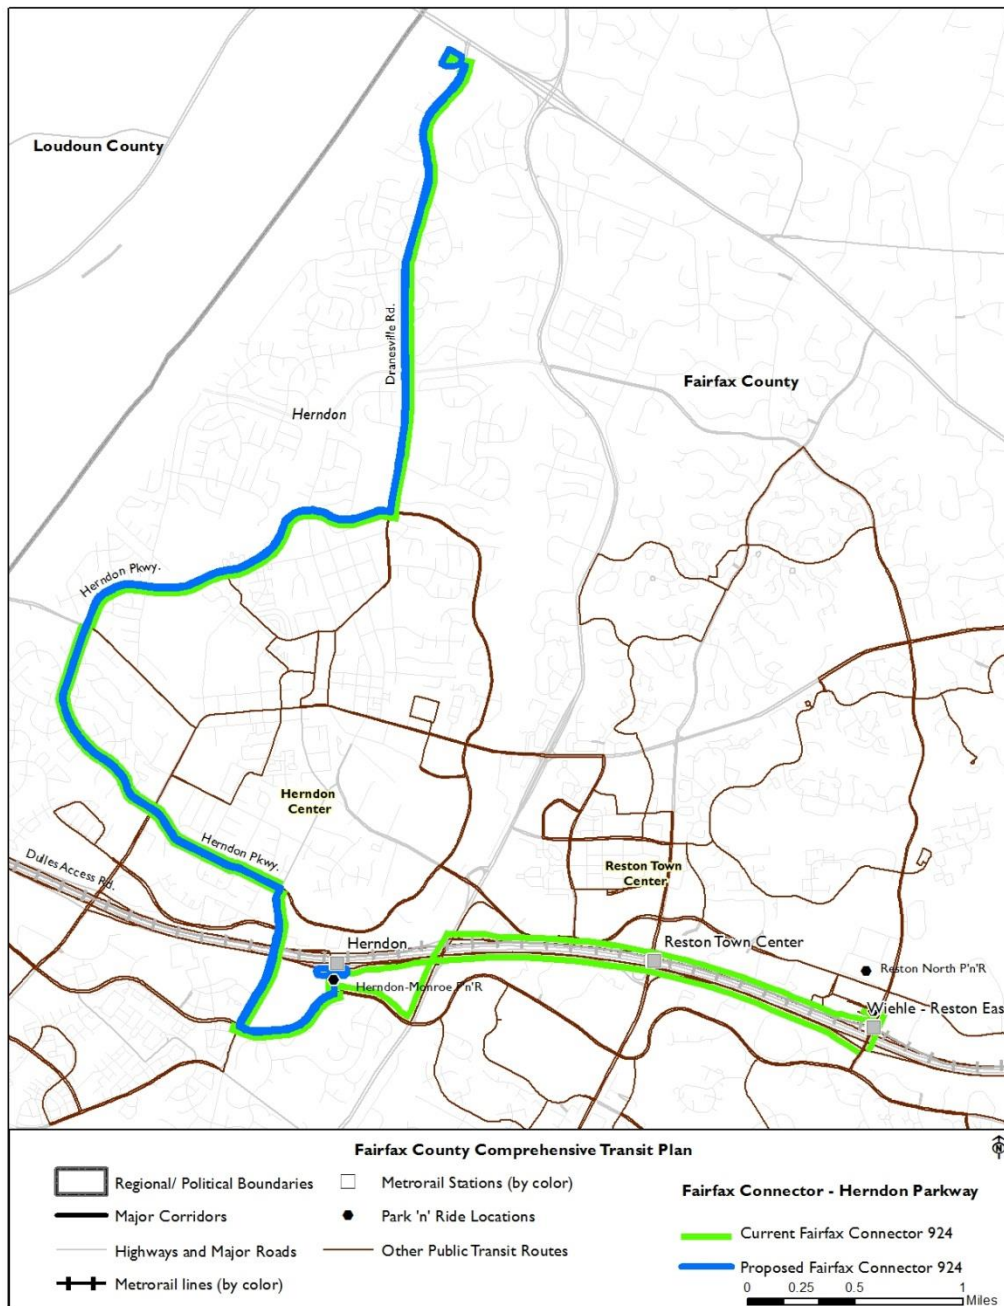 Loudoun County
Dranesville Rd.
Fairfax County
Herndon
Herndon Pkwy.
Herndon
Center
Herndon Pkwy.
Dulles Access Rd.
Reston Town
Center
Herndon
Reston Town Center
Reston North P'n'R
Herndon-Monroe P'n'R
Wiehle - Reston Eas
Fairfax County Comprehensive Transit Plan
N
Regional/ Political Boundaries
Metrorail Stations (by color)
Fairfax Connector - Herndon Parkway
Major Corridors
Park 'n' Ride Locations
Current Fairfax Connector 924
Highways and Major Roads
Other Public Transit Routes
Proposed Fairfax Connector 924
Metrorail lines (by color)
0 0.25 0.5 1
Miles